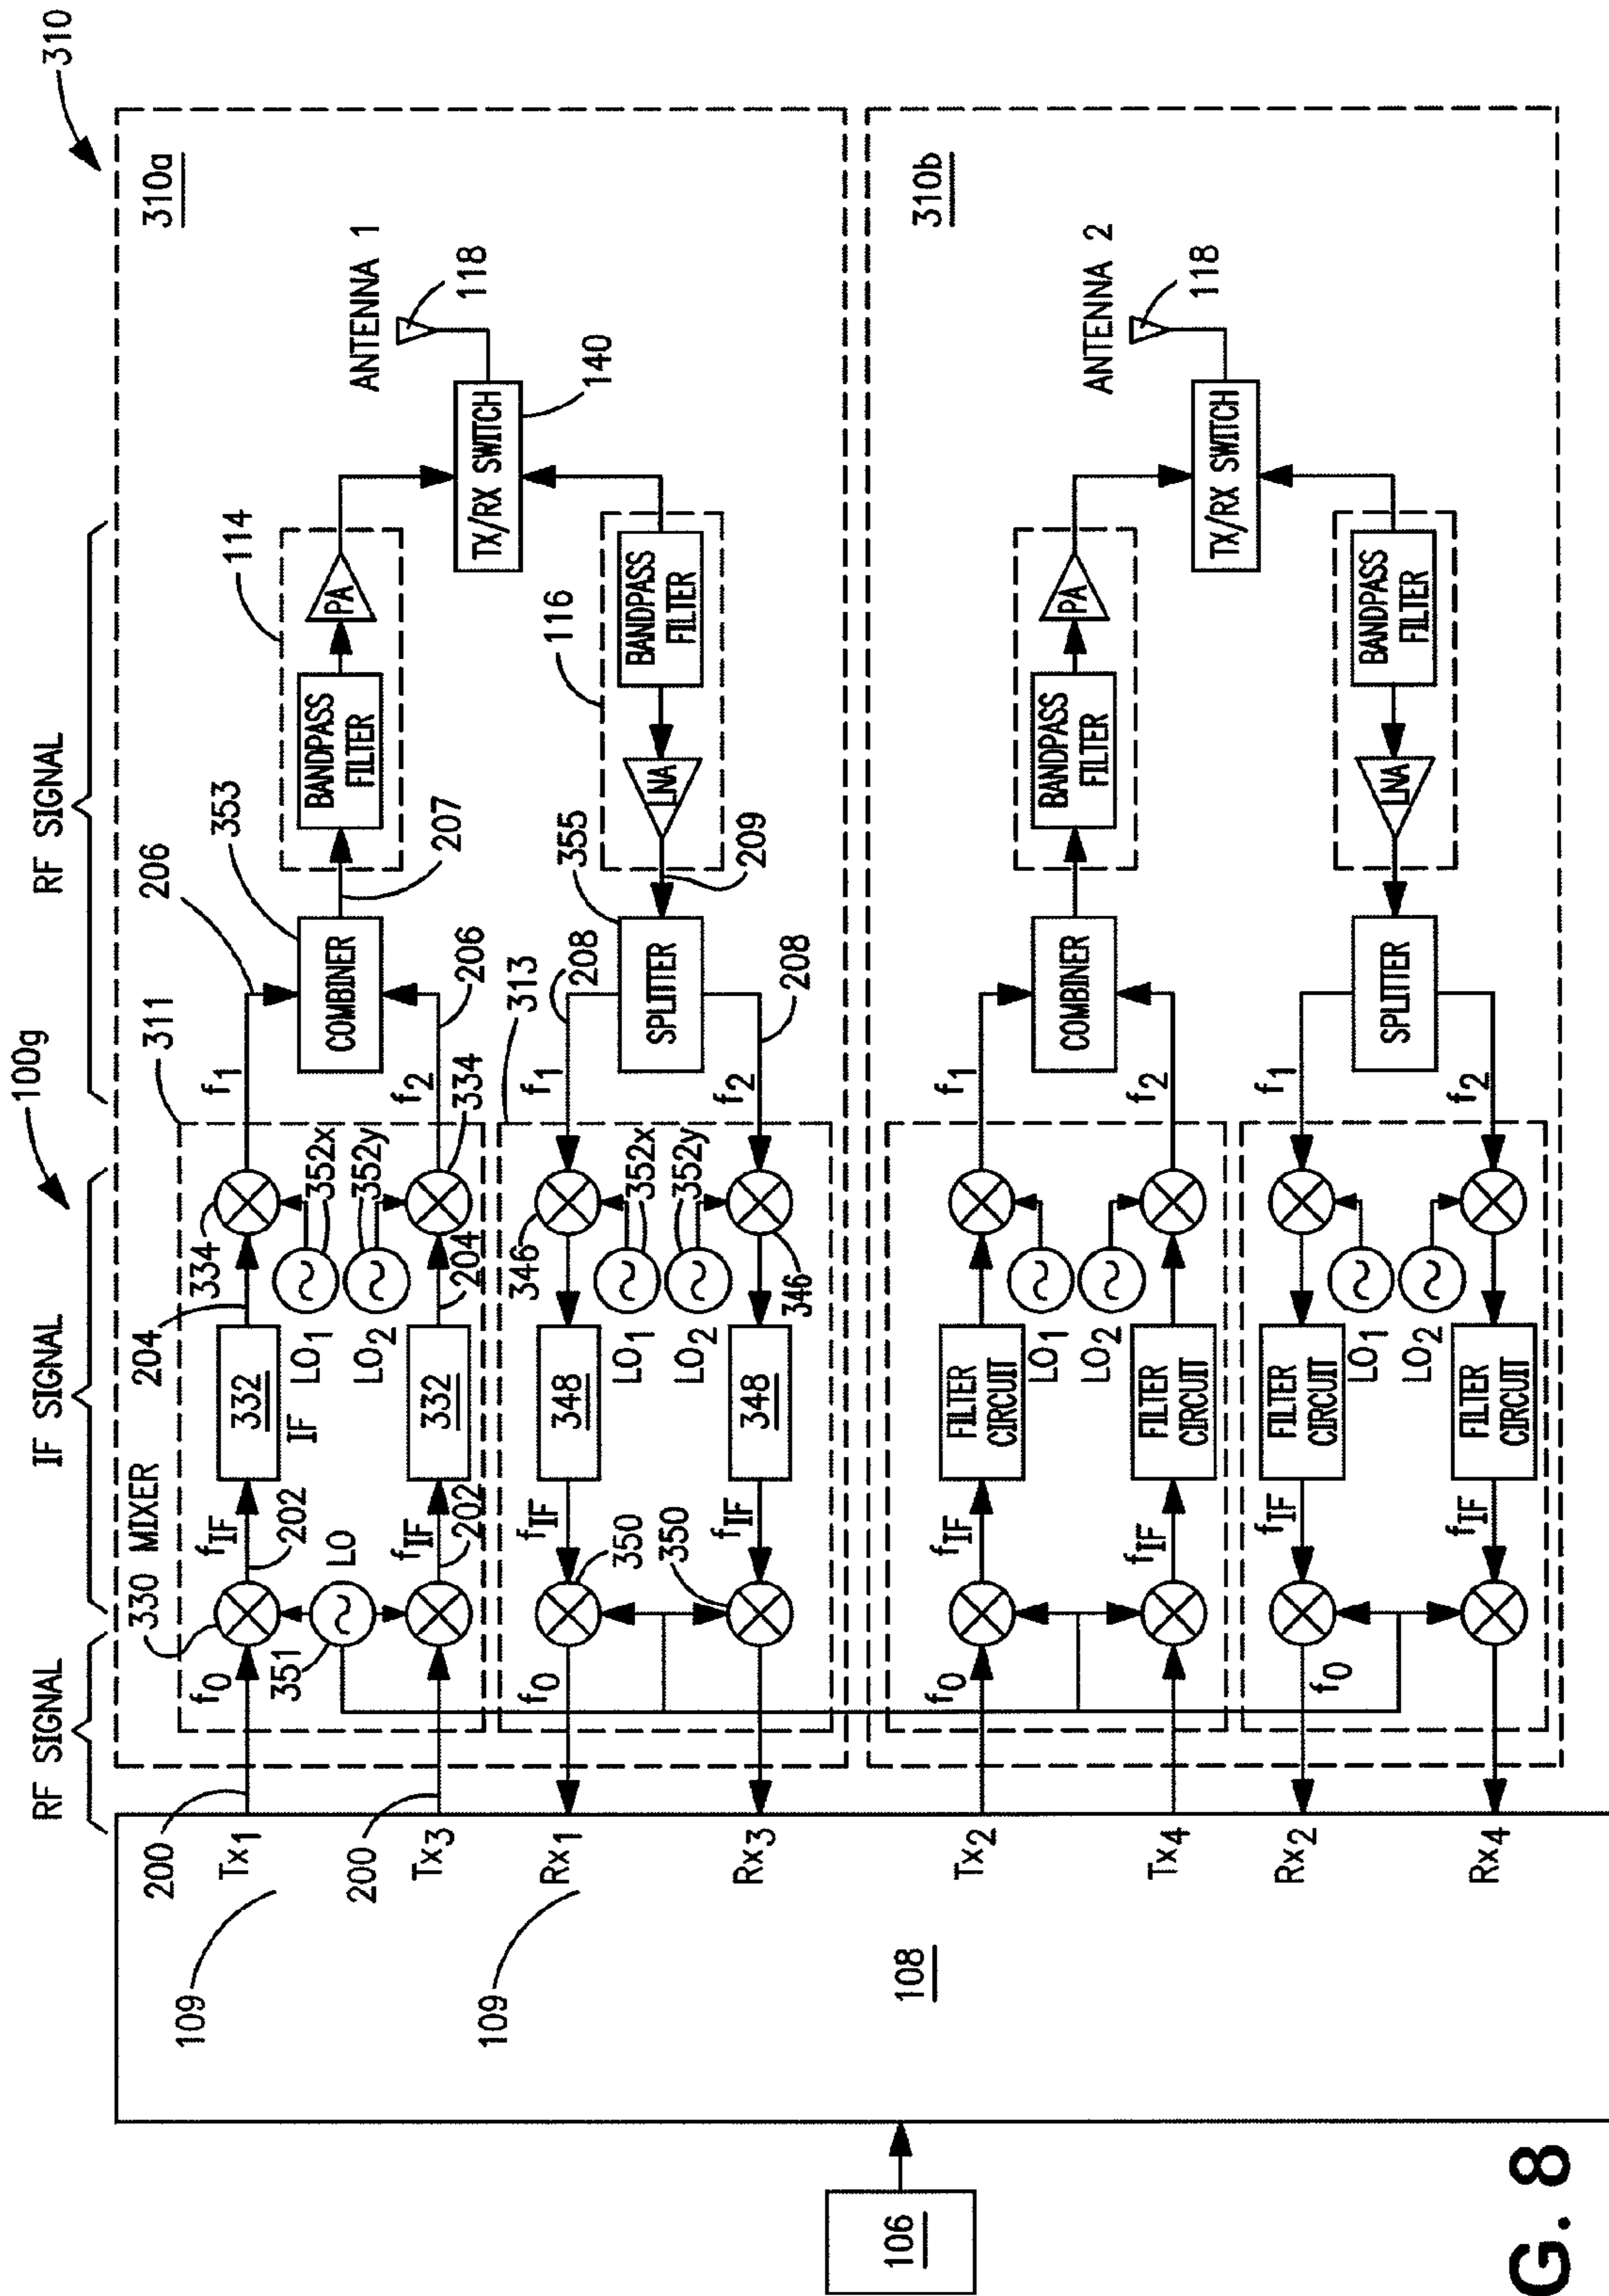 100g
310
RF SIGNAL
IF SIGNAL
RF SIGNAL
310a
200
Tx1
109
f0
330 MIXER
202
fIF
332
IF
204
334
311
f1
206
353
COMBINER
207
BANDPASS
FILTER
PA
114
ANTENNA 1
118
TX/RX SWITCH
140
351
LO
LO1
352x
LO2
352y
200
Tx3
fIF
202
332
204
334
f2
206
Rx1
109
f0
350
fIF
348
346
313
f1
208
355
SPLITTER
209
LNA
BANDPASS
FILTER
116
LO1
352x
LO2
352y
Rx3
350
fIF
348
346
f2
208
108
106
310b
Tx2
f0
fIF
FILTER
CIRCUIT
f1
COMBINER
BANDPASS
FILTER
PA
ANTENNA 2
118
TX/RX SWITCH
LO1
LO2
Tx4
fIF
FILTER
CIRCUIT
f2
Rx2
f0
fIF
FILTER
CIRCUIT
f1
SPLITTER
LNA
BANDPASS
FILTER
LO1
LO2
Rx4
fIF
FILTER
CIRCUIT
f2
G. 8